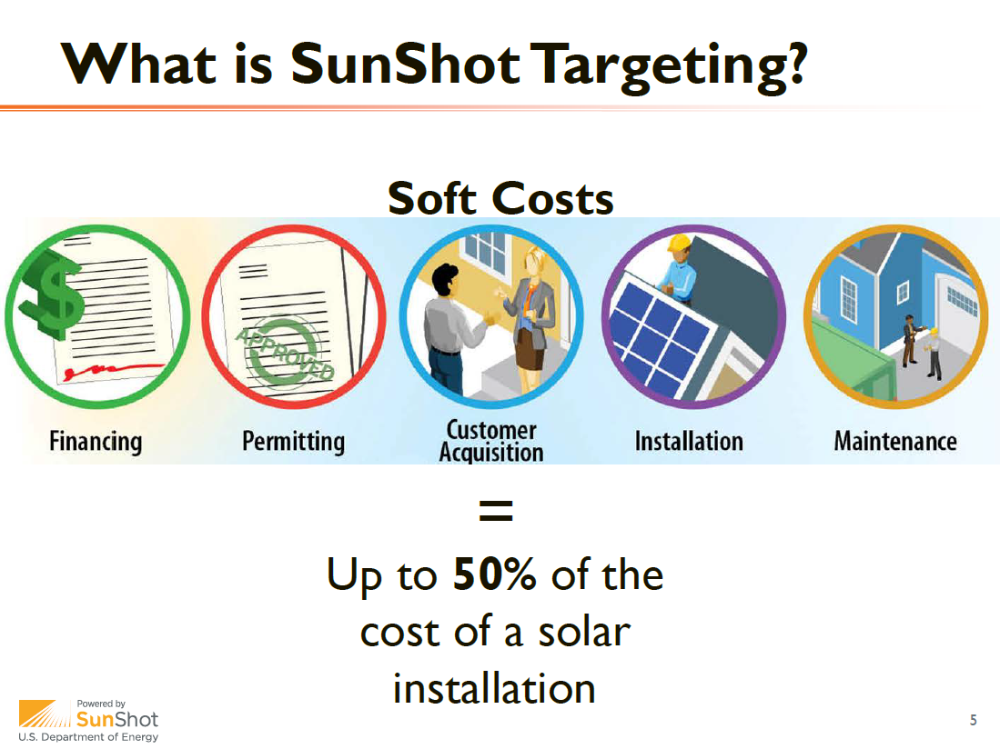 What is SunShot Targeting?
Soft Costs
$
APPROVED
Financing
Permitting
Customer
Acquisition
Installation
Maintenance
=
Up to 50% of the
cost of a solar
installation
Powered by
SunShot
U.S. Department of Energy
5